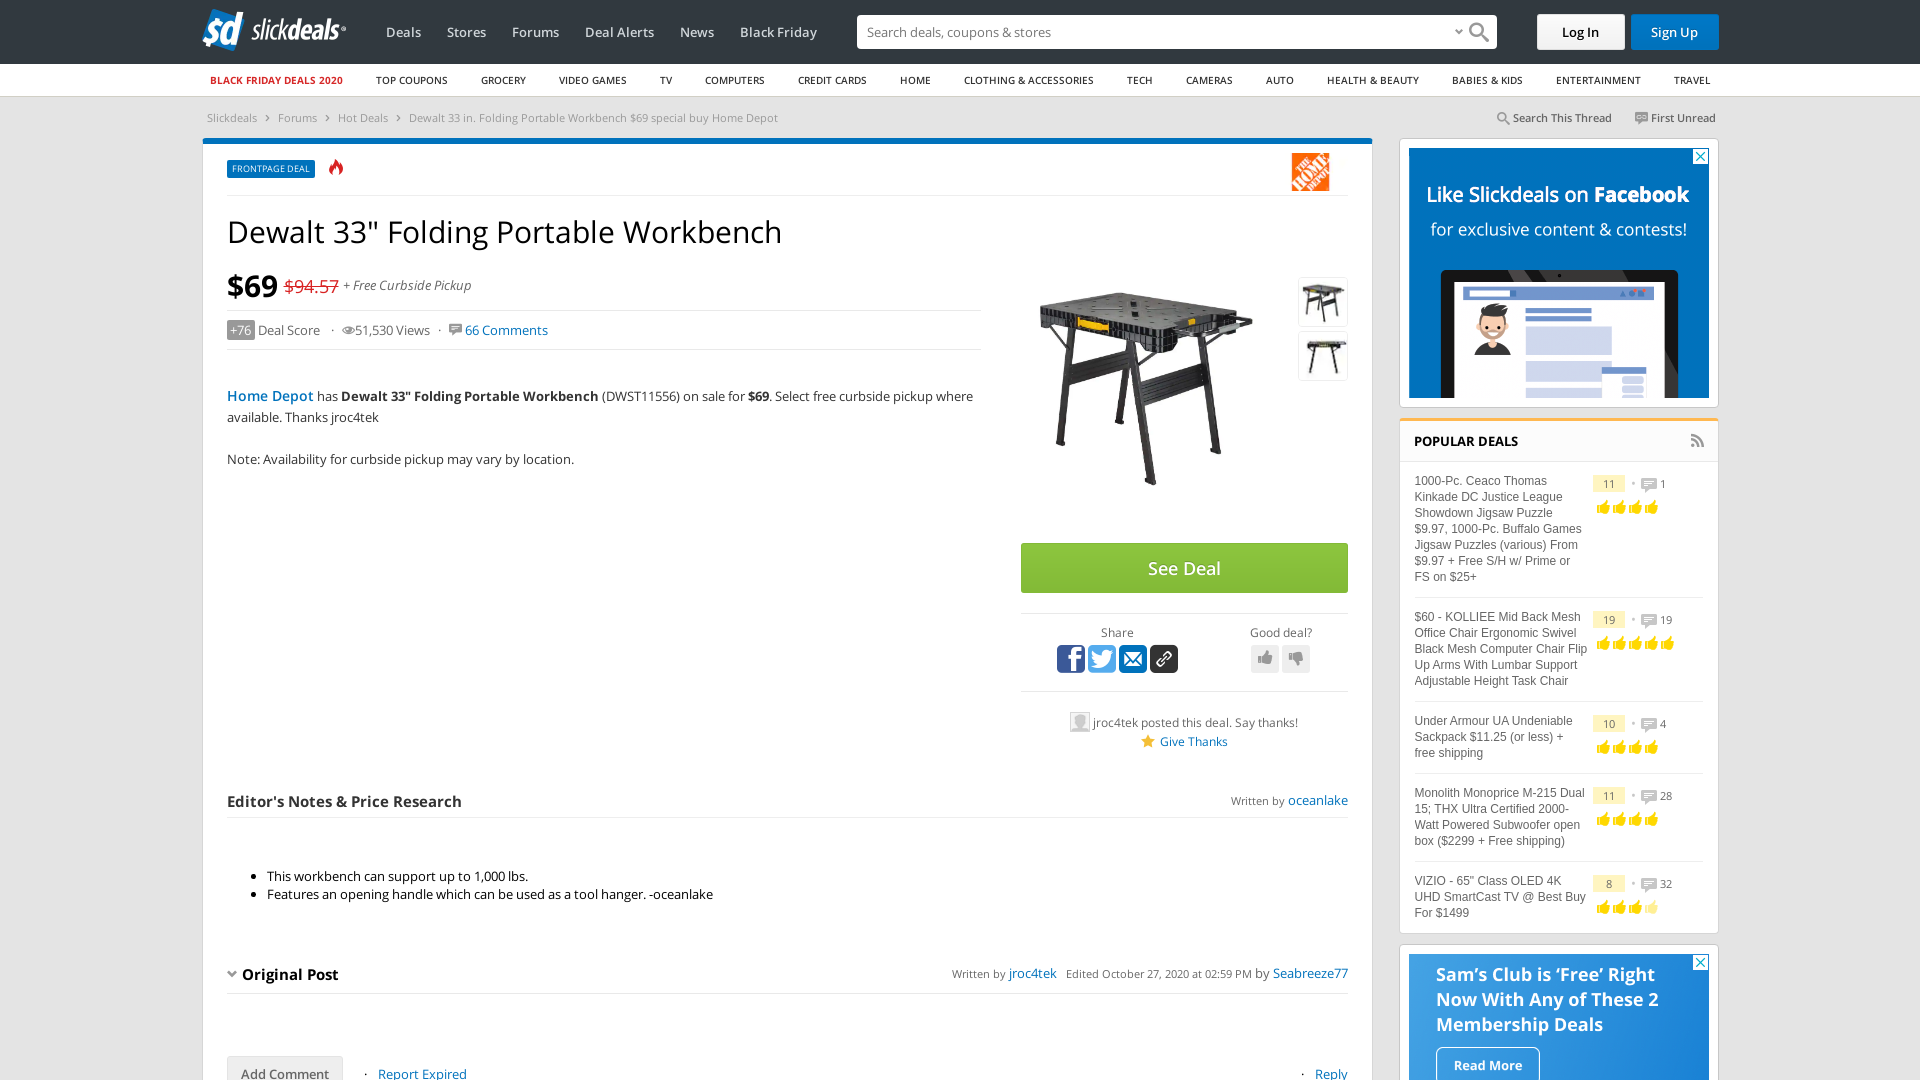 slickdeals
Deals Stores Forums Deal Alerts News Black Friday
Search deals, coupons & stores
Log In Sign Up
BLACK FRIDAY DEALS 2020 TOP COUPONS GROCERY VIDEO GAMES TV COMPUTERS CREDIT CARDS HOME CLOTHING & ACCESSORIES TECH CAMERAS AUTO HEALTH & BEAUTY BABIES & KIDS ENTERTAINMENT TRAVEL
Slickdeals › Forums › Hot Deals › Dewalt 33 in. Folding Portable Workbench $69 special buy Home Depot
Search This Thread First Unread
FRONTPAGE DEAL
THE HOME DEPOT
Dewalt 33" Folding Portable Workbench
$69 $94.57 + Free Curbside Pickup
+76 Deal Score · 51,530 Views · 66 Comments
Home Depot has Dewalt 33" Folding Portable Workbench (DWST11556) on sale for $69. Select free curbside pickup where
available. Thanks jroc4tek
Note: Availability for curbside pickup may vary by location.
See Deal
Share Good deal?
jroc4tek posted this deal. Say thanks!
Give Thanks
Editor's Notes & Price Research
Written by oceanlake
• This workbench can support up to 1,000 lbs.
• Features an opening handle which can be used as a tool hanger. -oceanlake
Original Post
Written by jroc4tek Edited October 27, 2020 at 02:59 PM by Seabreeze77
Add Comment · Report Expired
· Reply
Like Slickdeals on Facebook
for exclusive content & contests!
POPULAR DEALS
1000-Pc. Ceaco Thomas
Kinkade DC Justice League
Showdown Jigsaw Puzzle
$9.97, 1000-Pc. Buffalo Games
Jigsaw Puzzles (various) From
$9.97 + Free S/H w/ Prime or
FS on $25+
11 • 1
$60 - KOLLIEE Mid Back Mesh
Office Chair Ergonomic Swivel
Black Mesh Computer Chair Flip
Up Arms With Lumbar Support
Adjustable Height Task Chair
19 • 19
Under Armour UA Undeniable
Sackpack $11.25 (or less) +
free shipping
10 • 4
Monolith Monoprice M-215 Dual
15; THX Ultra Certified 2000-
Watt Powered Subwoofer open
box ($2299 + Free shipping)
11 • 28
VIZIO - 65" Class OLED 4K
UHD SmartCast TV @ Best Buy
For $1499
8 • 32
Sam's Club is 'Free' Right
Now With Any of These 2
Membership Deals
Read More